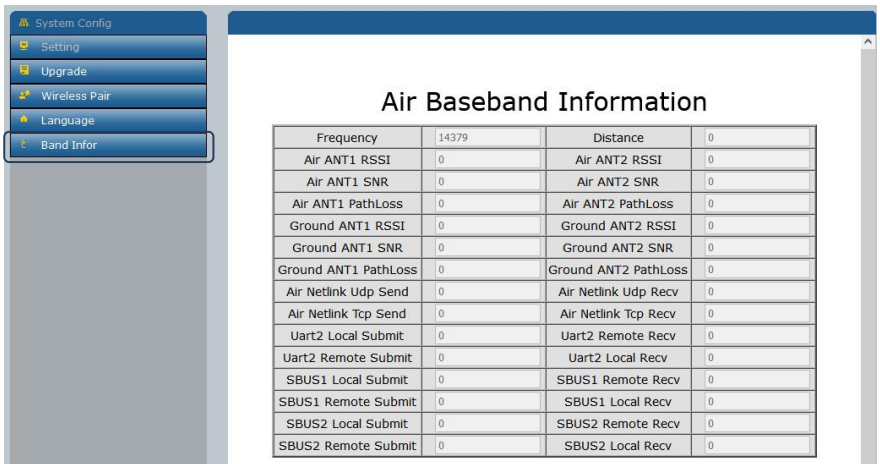 System Config
Setting
Upgrade
Wireless Pair
Language
Band Infor
Air Baseband Information
Frequency 14379 Distance 0
Air ANT1 RSSI 0 Air ANT2 RSSI 0
Air ANT1 SNR 0 Air ANT2 SNR 0
Air ANT1 PathLoss 0 Air ANT2 PathLoss 0
Ground ANT1 RSSI 0 Ground ANT2 RSSI 0
Ground ANT1 SNR 0 Ground ANT2 SNR 0
Ground ANT1 PathLoss 0 Ground ANT2 PathLoss 0
Air Netlink Udp Send 0 Air Netlink Udp Recv 0
Air Netlink Tcp Send 0 Air Netlink Tcp Recv 0
Uart2 Local Submit 0 Uart2 Remote Recv 0
Uart2 Remote Submit 0 Uart2 Local Recv 0
SBUS1 Local Submit 0 SBUS1 Remote Recv 0
SBUS1 Remote Submit 0 SBUS1 Local Recv 0
SBUS2 Local Submit 0 SBUS2 Remote Recv 0
SBUS2 Remote Submit 0 SBUS2 Local Recv 0